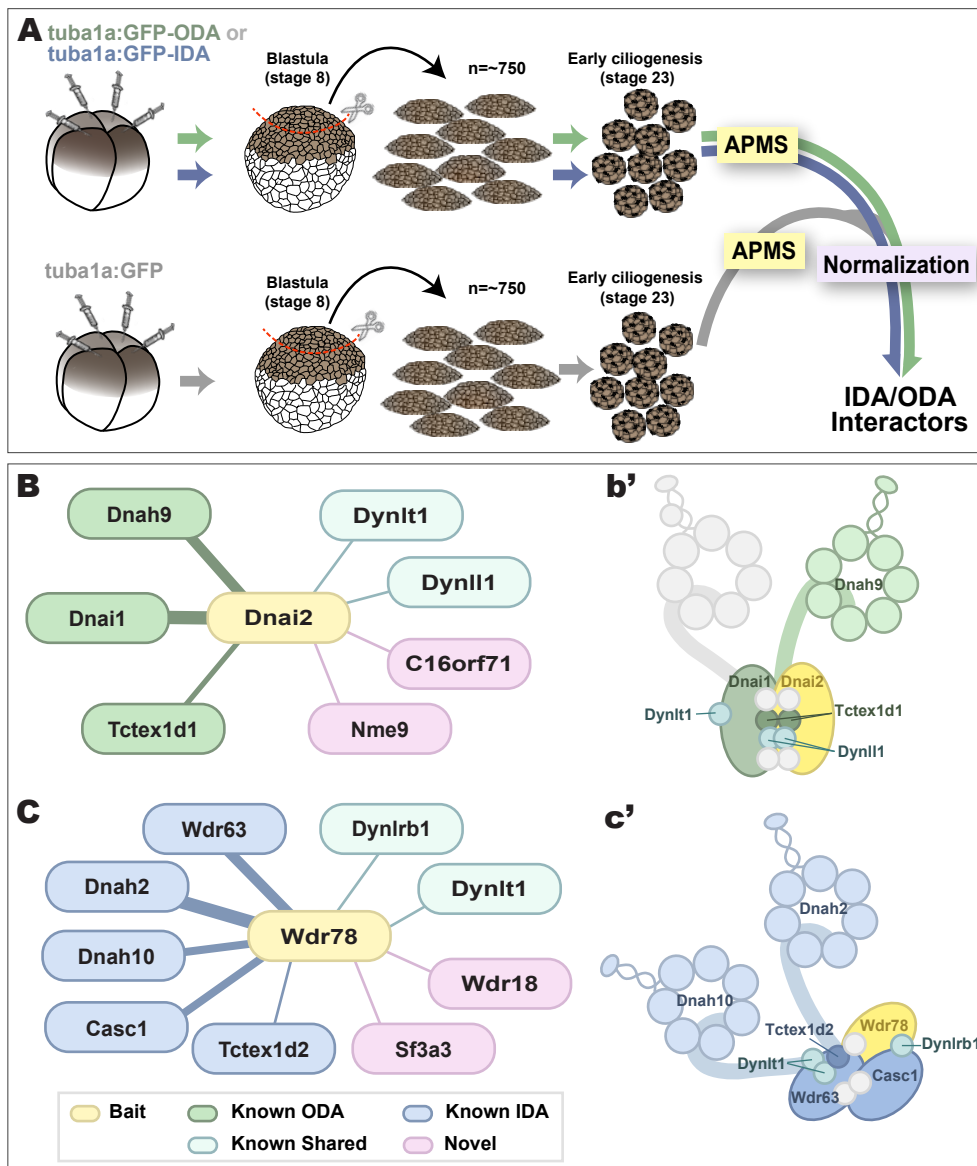 A
tuba1a:GFP-ODA or
tuba1a:GFP-IDA
Blastula
(stage 8)
n=~750
Early ciliogenesis
(stage 23)
APMS
tuba1a:GFP
Blastula
(stage 8)
n=~750
Early ciliogenesis
(stage 23)
APMS
Normalization
IDA/ODA
Interactors
B
Dnah9
Dynlt1
Dynll1
Dnai1
Dnai2
C16orf71
Tctex1d1
Nme9
b’
Dnah9
Dnai1
Dnai2
Dynlt1
Tctex1d1
Dynll1
C
Wdr63
Dynlrb1
Dnah2
Dynlt1
Wdr78
Dnah10
Wdr18
Casc1
Tctex1d2
Sf3a3
c’
Dnah2
Dnah10
Tctex1d2
Wdr78
Dynlt1
Dynlrb1
Casc1
Wdr63
Bait
Known ODA
Known IDA
Known Shared
Novel